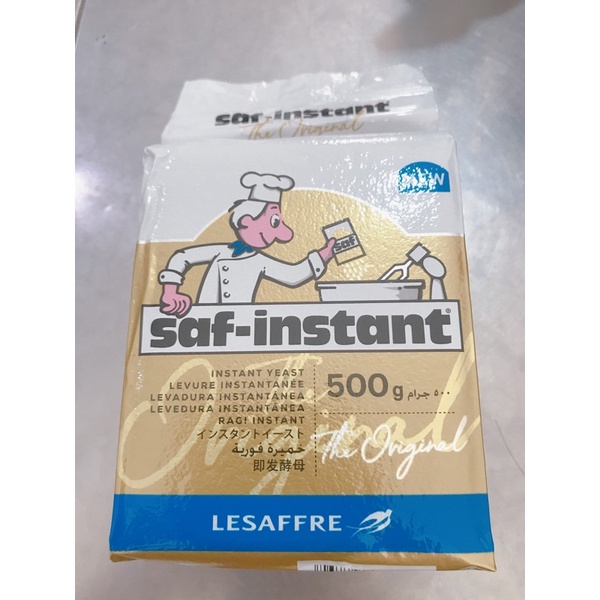 saf-instant
The Original
NEW
saf
saf-instant®
INSTANT YEAST
LEVURE INSTANTANÉE
LEVADURA INSTANTÁNEA
LEVEDURA INSTANTÂNEA
RAGI INSTANT
インスタントイースト
خميرة فورية
即发酵母
500g ٥٠٠ جرام
The Original
LESAFFRE